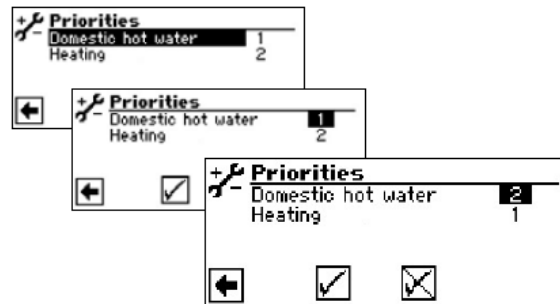 Priorities
Domestic hot water 1
Heating 2
Priorities
Domestic hot water 1
Heating 2
Priorities
Domestic hot water 2
Heating 1